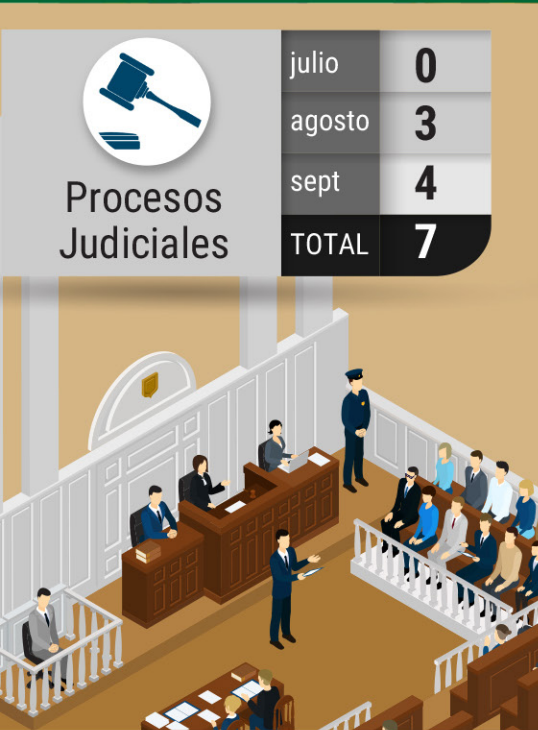 Procesos
Judiciales
julio 0
agosto 3
sept 4
TOTAL 7